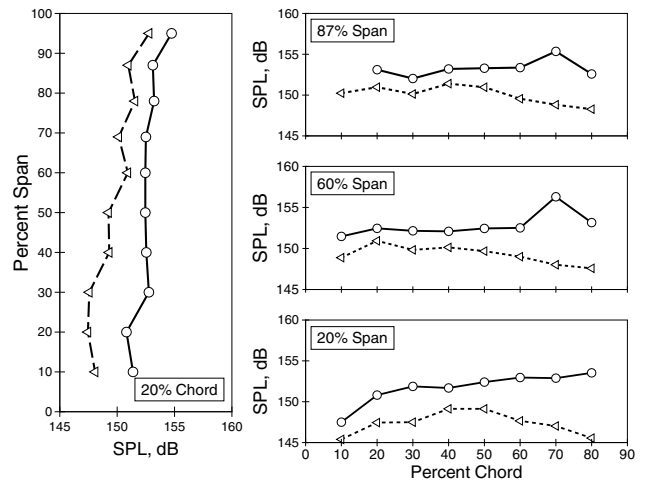 100
90
80
70
60
50
40
30
20
10
0
Percent Span
20% Chord
145 150 155 160
SPL, dB
160
155
150
145
SPL, dB
87% Span
160
155
150
145
SPL, dB
60% Span
160
155
150
145
SPL, dB
20% Span
0 10 20 30 40 50 60 70 80 90
Percent Chord